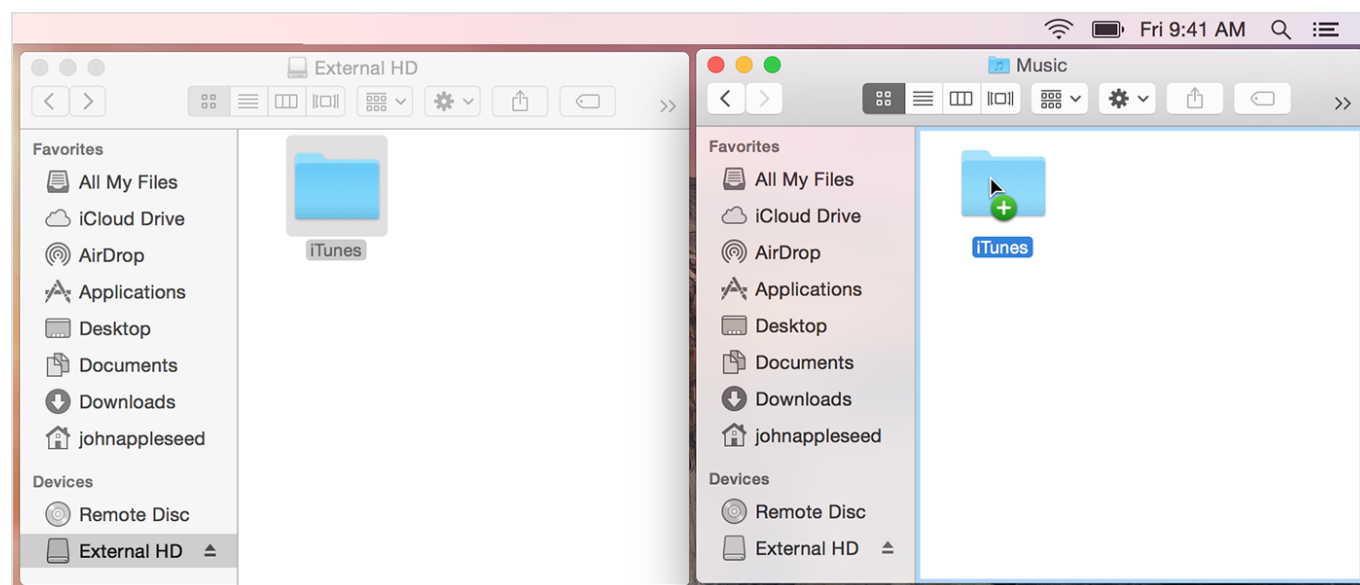 Fri 9:41 AM
External HD
Favorites
All My Files
iCloud Drive
AirDrop
Applications
Desktop
Documents
Downloads
johnappleseed
Devices
Remote Disc
External HD
iTunes
Music
Favorites
All My Files
iCloud Drive
AirDrop
Applications
Desktop
Documents
Downloads
johnappleseed
Devices
Remote Disc
External HD
iTunes